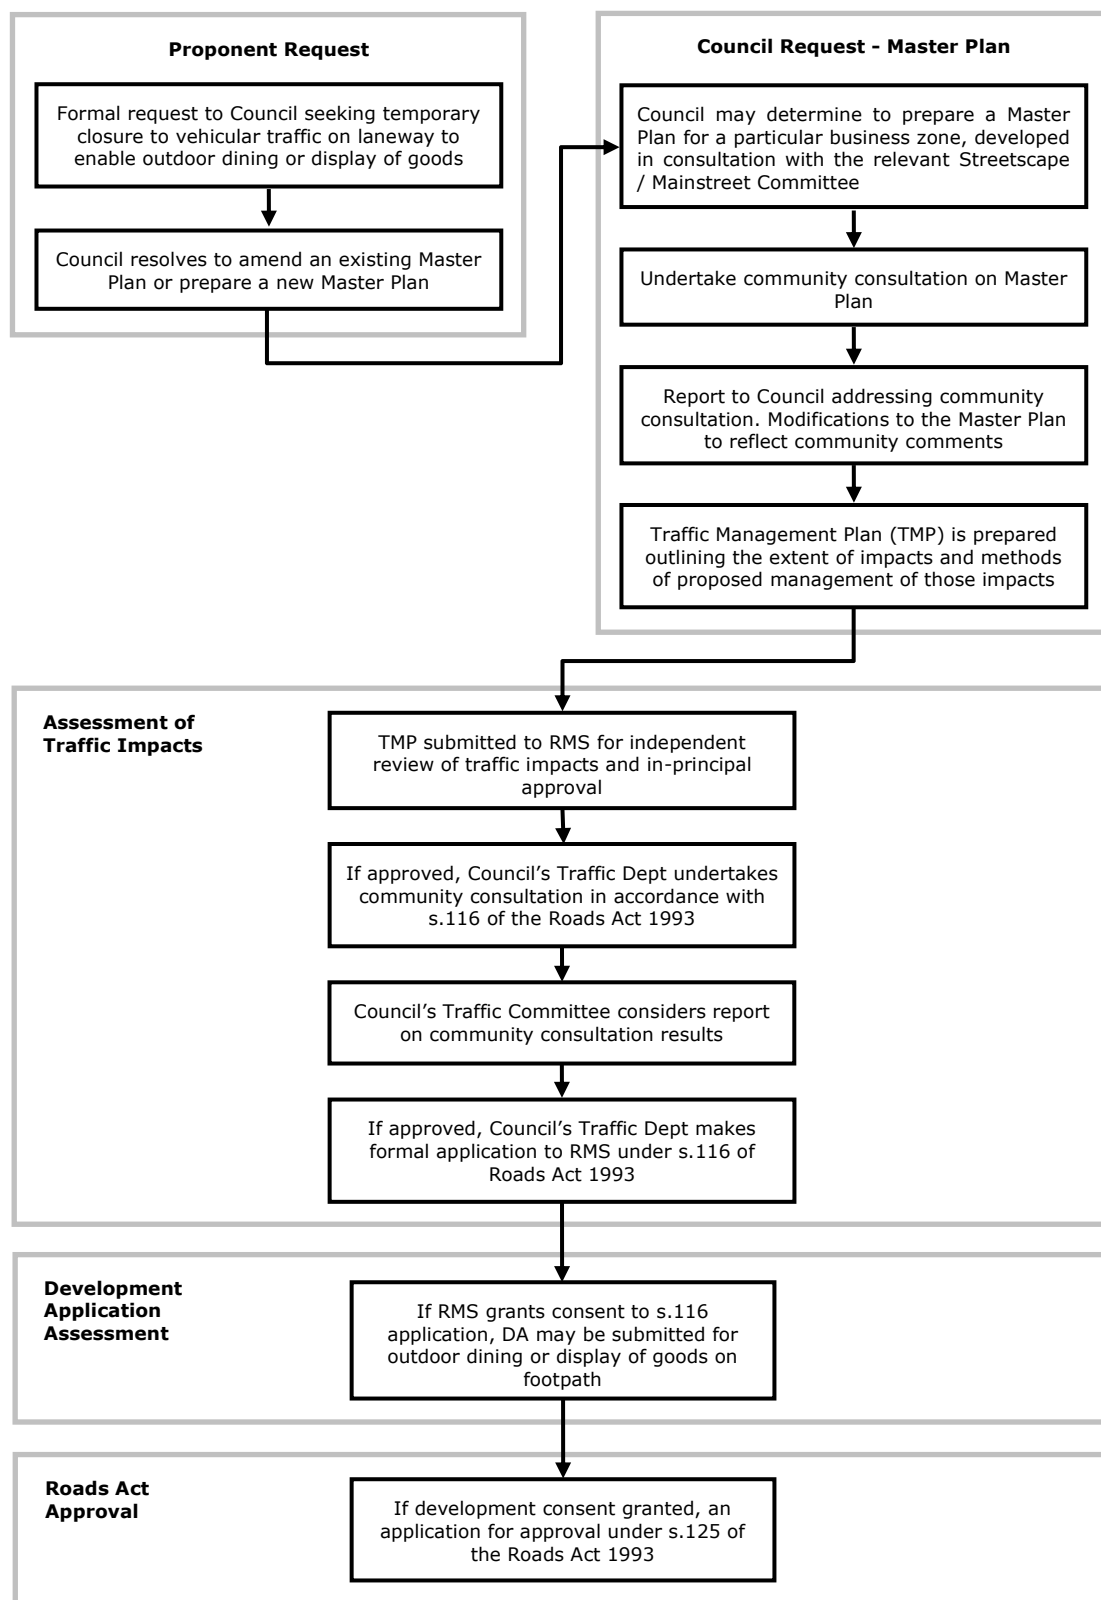 Proponent Request
Formal request to Council seeking temporary
closure to vehicular traffic on laneway to
enable outdoor dining or display of goods
Council resolves to amend an existing Master
Plan or prepare a new Master Plan
Council Request - Master Plan
Council may determine to prepare a Master
Plan for a particular business zone, developed
in consultation with the relevant Streetscape
/ Mainstreet Committee
Undertake community consultation on Master
Plan
Report to Council addressing community
consultation. Modifications to the Master Plan
to reflect community comments
Traffic Management Plan (TMP) is prepared
outlining the extent of impacts and methods
of proposed management of those impacts
Assessment of
Traffic Impacts
TMP submitted to RMS for independent
review of traffic impacts and in-principal
approval
If approved, Council’s Traffic Dept undertakes
community consultation in accordance with
s.116 of the Roads Act 1993
Council’s Traffic Committee considers report
on community consultation results
If approved, Council’s Traffic Dept makes
formal application to RMS under s.116 of
Roads Act 1993
Development
Application
Assessment
If RMS grants consent to s.116
application, DA may be submitted for
outdoor dining or display of goods on
footpath
Roads Act
Approval
If development consent granted, an
application for approval under s.125 of
the Roads Act 1993